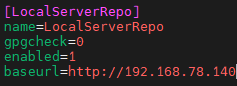 [LocalServerRepo]
name=LocalServerRepo
gpgcheck=0
enabled=1
baseurl=http://192.168.78.140